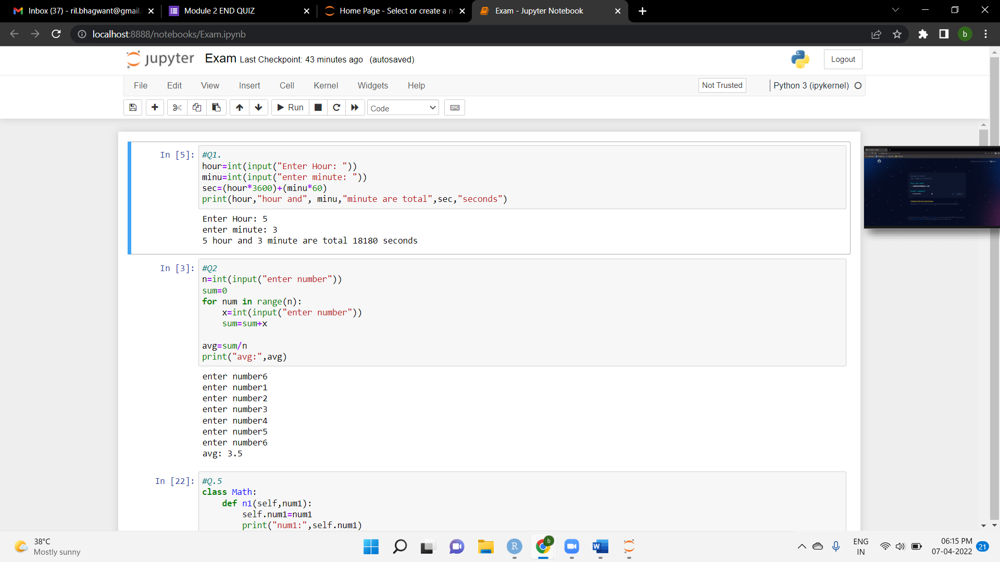 Inbox (37) - ril.bhagwant@gmail.
Module 2 END QUIZ
Home Page - Select or create a n
Exam - Jupyter Notebook
localhost:8888/notebooks/Exam.ipynb
b
jupyter
Exam Last Checkpoint: 43 minutes ago (autosaved)
Logout
File Edit View Insert Cell Kernel Widgets Help
Not Trusted
Python 3 (ipykernel)
Run
Code
In [5]:
#Q1.
hour=int(input("Enter Hour: "))
minu=int(input("enter minute: "))
sec=(hour*3600)+(minu*60)
print(hour,"hour and", minu,"minute are total",sec,"seconds")
Enter Hour: 5
enter minute: 3
5 hour and 3 minute are total 18180 seconds
In [3]:
#Q2
n=int(input("enter number"))
sum=0
for num in range(n):
    x=int(input("enter number"))
    sum=sum+x
avg=sum/n
print("avg:",avg)
enter number6
enter number1
enter number2
enter number3
enter number4
enter number5
enter number6
avg: 3.5
In [22]:
#Q.5
class Math:
    def n1(self,num1):
        self.num1=num1
        print("num1:",self.num1)
38°C
Mostly sunny
R
b
W
ENG
IN
06:15 PM
07-04-2022
21